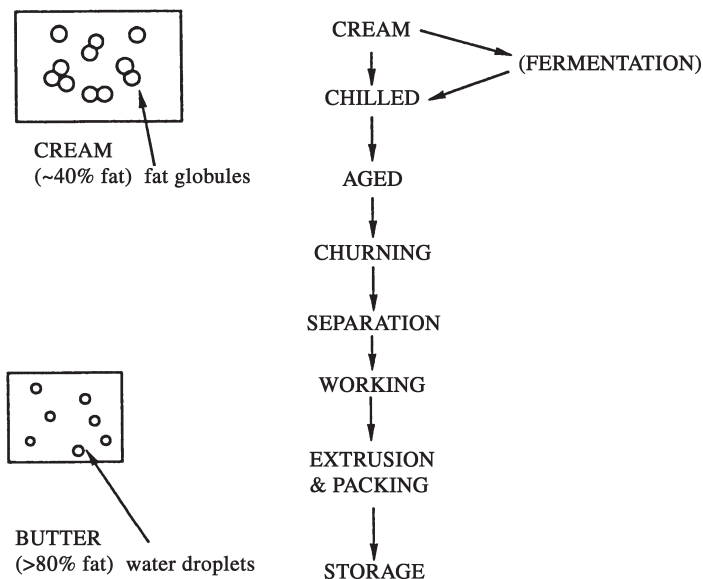 CREAM
(FERMENTATION)
CHILLED
CREAM
(~40% fat) fat globules
AGED
CHURNING
SEPARATION
WORKING
EXTRUSION
& PACKING
BUTTER
(>80% fat) water droplets
STORAGE